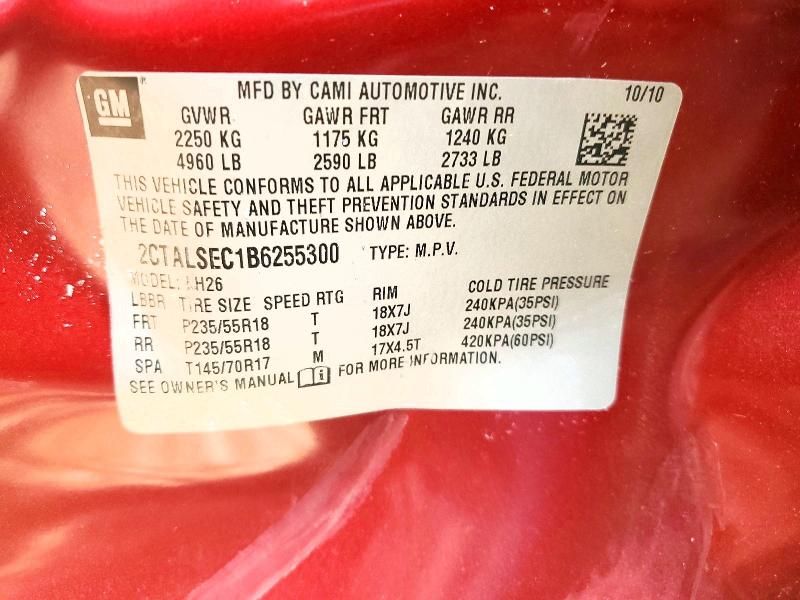 GM
MFD BY CAMI AUTOMOTIVE INC. 10/10
GVWR GAWR FRT GAWR RR
2250 KG 1175 KG 1240 KG
4960 LB 2590 LB 2733 LB
THIS VEHICLE CONFORMS TO ALL APPLICABLE U.S. FEDERAL MOTOR
VEHICLE SAFETY AND THEFT PREVENTION STANDARDS IN EFFECT ON
THE DATE OF MANUFACTURE SHOWN ABOVE.
2CTALSEC1B6255300 TYPE: M.P.V.
MODEL:
LBBR TIRE SIZE SPEED RTG RIM COLD TIRE PRESSURE
FRT P235/55R18 T 18X7J 240KPA(35PSI)
RR P235/55R18 T 18X7J 240KPA(35PSI)
SPA T145/70R17 M 17X4.5T 420KPA(60PSI)
SEE OWNER'S MANUAL i FOR MORE INFORMATION.